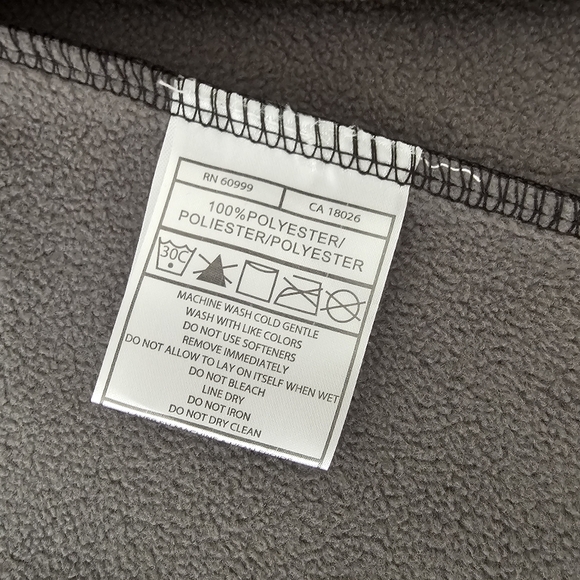 RN 60999 CA 18026
100%POLYESTER/
POLIESTER/POLYESTER
30C
MACHINE WASH COLD GENTLE
WASH WITH LIKE COLORS
DO NOT USE SOFTENERS
REMOVE IMMEDIATELY
DO NOT ALLOW TO LAY ON ITSELF WHEN WET
DO NOT BLEACH
LINE DRY
DO NOT IRON
DO NOT DRY CLEAN